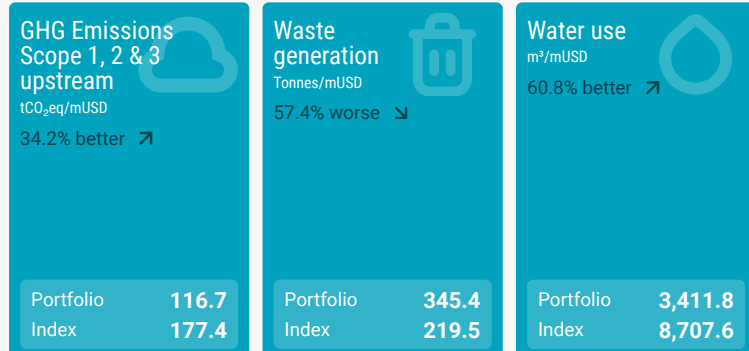 GHG Emissions
Scope 1, 2 & 3
upstream
tCO₂eq/mUSD
34.2% better
Portfolio 116.7
Index 177.4
Waste
generation
Tonnes/mUSD
57.4% worse
Portfolio 345.4
Index 219.5
Water use
m³/mUSD
60.8% better
Portfolio 3,411.8
Index 8,707.6